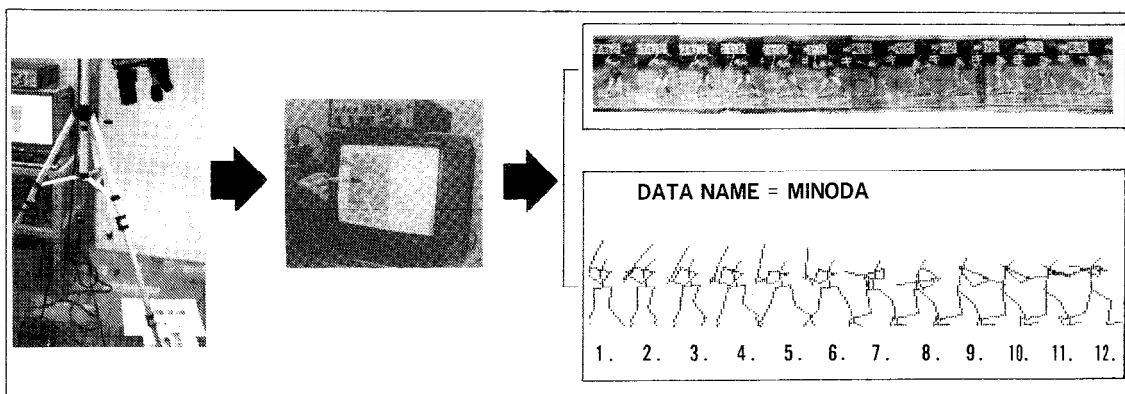 DATA NAME = MINODA
1. 2. 3. 4. 5. 6. 7. 8. 9. 10. 11. 12.